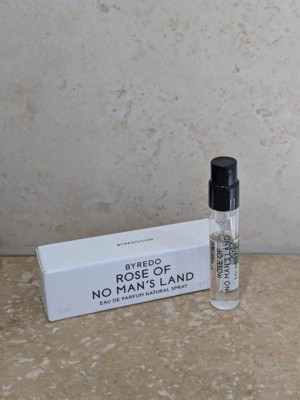 BYREDO
ROSE OF
NO MAN'S LAND
EAU DE PARFUM NATURAL SPRAY
ROSE OF
NO MAN'S LAND